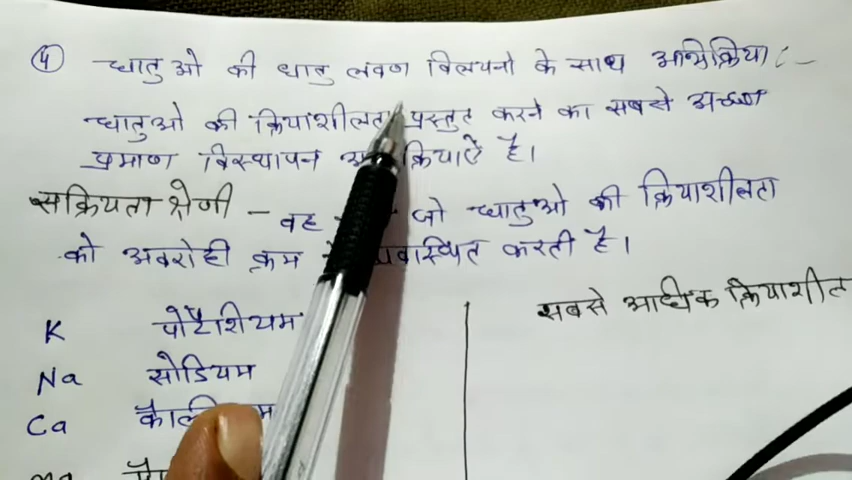 ④ धातुओ की धातु लवण विलयनो के साथ अभिक्रिया :-
धातुओ की क्रियाशीलता प्रस्तुत करने का सबसे अच्छा
प्रमाण विस्थापन क्रियाऐं है।
सक्रियता श्रेणी - वह जो धातुओ की क्रियाशीलता
को अवरोही क्रम व्यवस्थित करती है।
सबसे अधिक क्रियाशील
K पोटैशियम
Na सोडियम
Ca